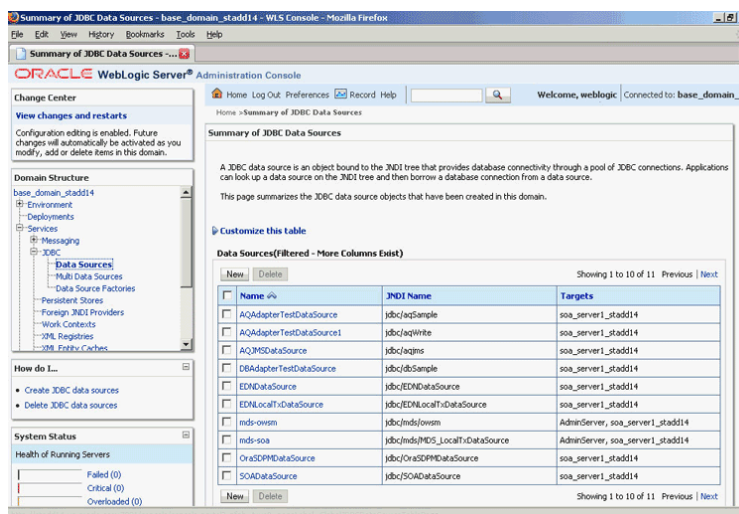 Summary of JDBC Data Sources - base_domain_stadd14 - WLS Console - Mozilla Firefox
File Edit View History Bookmarks Tools Help
Summary of JDBC Data Sources -...
ORACLE WebLogic Server® Administration Console
Change Center
View changes and restarts
Configuration editing is enabled. Future
changes will automatically be activated as you
modify, add or delete items in this domain.
Domain Structure
base_domain_stadd14
Environment
Deployments
Services
Messaging
JDBC
Data Sources
Multi Data Sources
Data Source Factories
Persistent Stores
Foreign JNDI Providers
Work Contexts
XML Registries
XML Entity Caches
How do I...
Create JDBC data sources
Delete JDBC data sources
System Status
Health of Running Servers
Failed (0)
Critical (0)
Overloaded (0)
Home Log Out Preferences Record Help
Welcome, weblogic Connected to: base_domain_
Home >Summary of JDBC Data Sources
Summary of JDBC Data Sources
A JDBC data source is an object bound to the JNDI tree that provides database connectivity through a pool of JDBC connections. Applications
can look up a data source on the JNDI tree and then borrow a database connection from a data source.
This page summarizes the JDBC data source objects that have been created in this domain.
Customize this table
Data Sources(Filtered - More Columns Exist)
New Delete Showing 1 to 10 of 11 Previous | Next
Name JNDI Name Targets
AQAdapterTestDataSource jdbc/aqSample soa_server1_stadd14
AQAdapterTestDataSource1 jdbc/aqWrite soa_server1_stadd14
AQJMSDataSource jdbc/aqjms soa_server1_stadd14
DBAdapterTestDataSource jdbc/dbSample soa_server1_stadd14
EDNDataSource jdbc/EDNDataSource soa_server1_stadd14
EDNLocalTxDataSource jdbc/EDNLocalTxDataSource soa_server1_stadd14
mds-owsm jdbc/mds/owsm AdminServer, soa_server1_stadd14
mds-soa jdbc/mds/MDS_LocalTxDataSource AdminServer, soa_server1_stadd14
OraSDPMDataSource jdbc/OraSDPMDataSource soa_server1_stadd14
SOADataSource jdbc/SOADataSource soa_server1_stadd14
New Delete Showing 1 to 10 of 11 Previous | Next